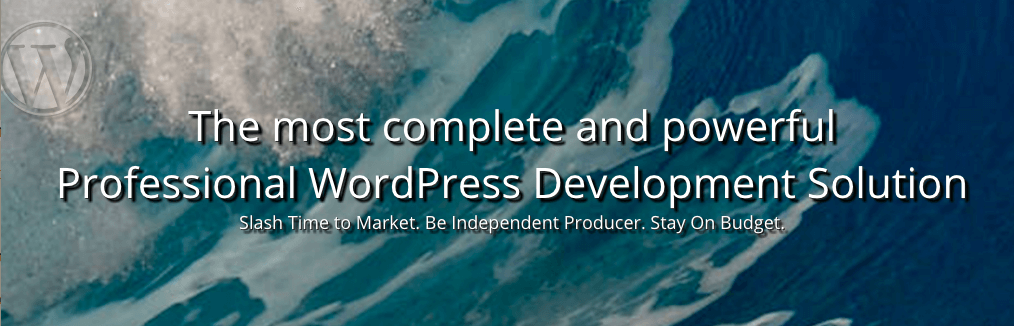 The most complete and powerful
Professional WordPress Development Solution
Slash Time to Market. Be Independent Producer. Stay On Budget.